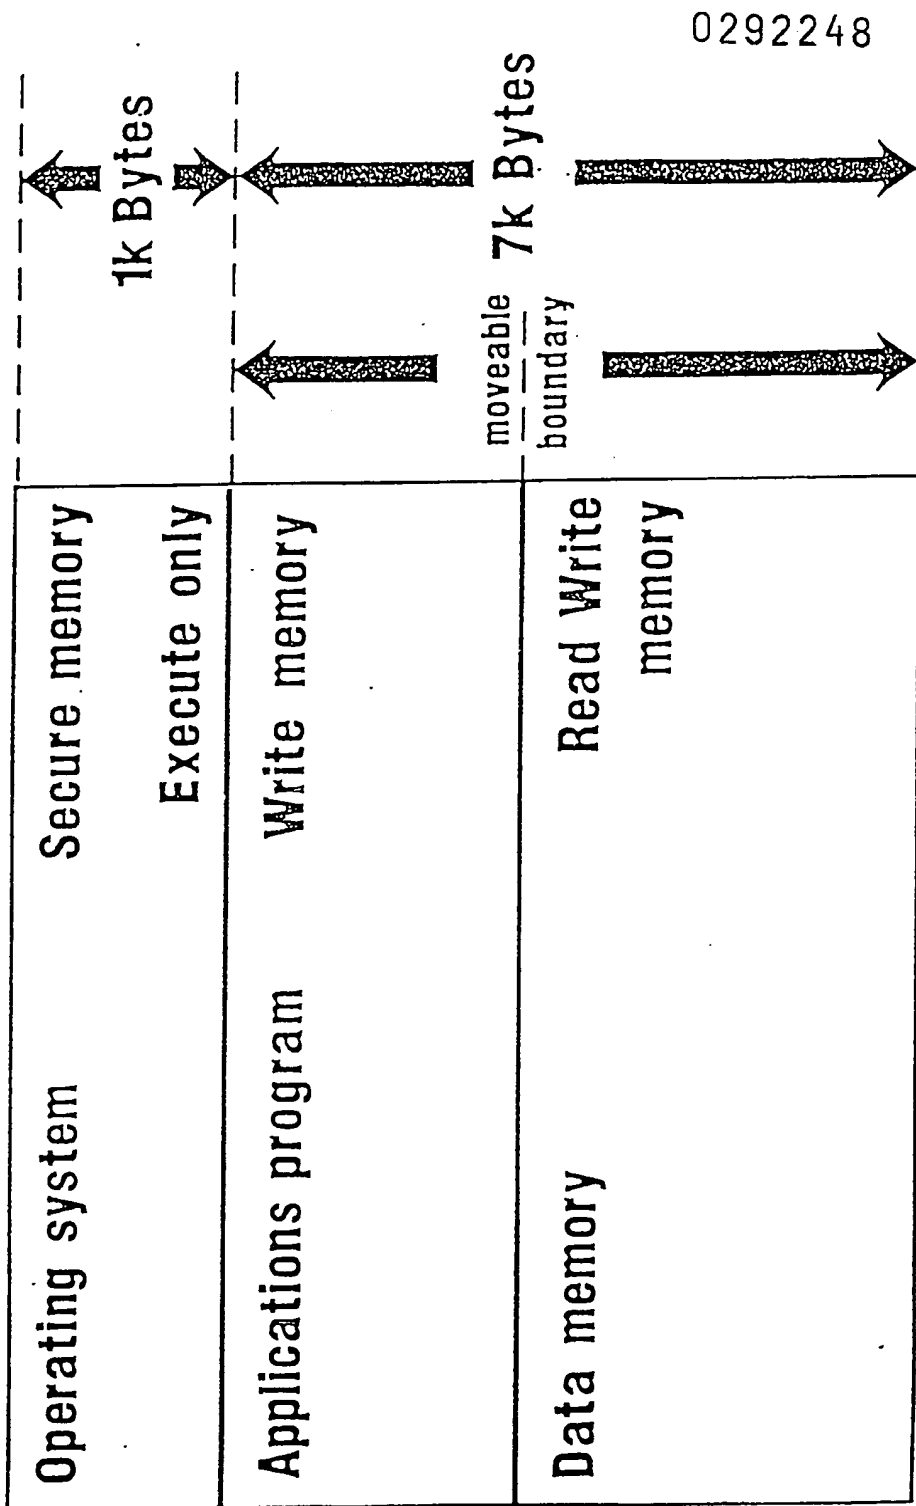 0292248
Operating system Secure memory
Execute only
1k Bytes
Applications program Write memory
7k Bytes
moveable
boundary
Data memory Read Write
memory